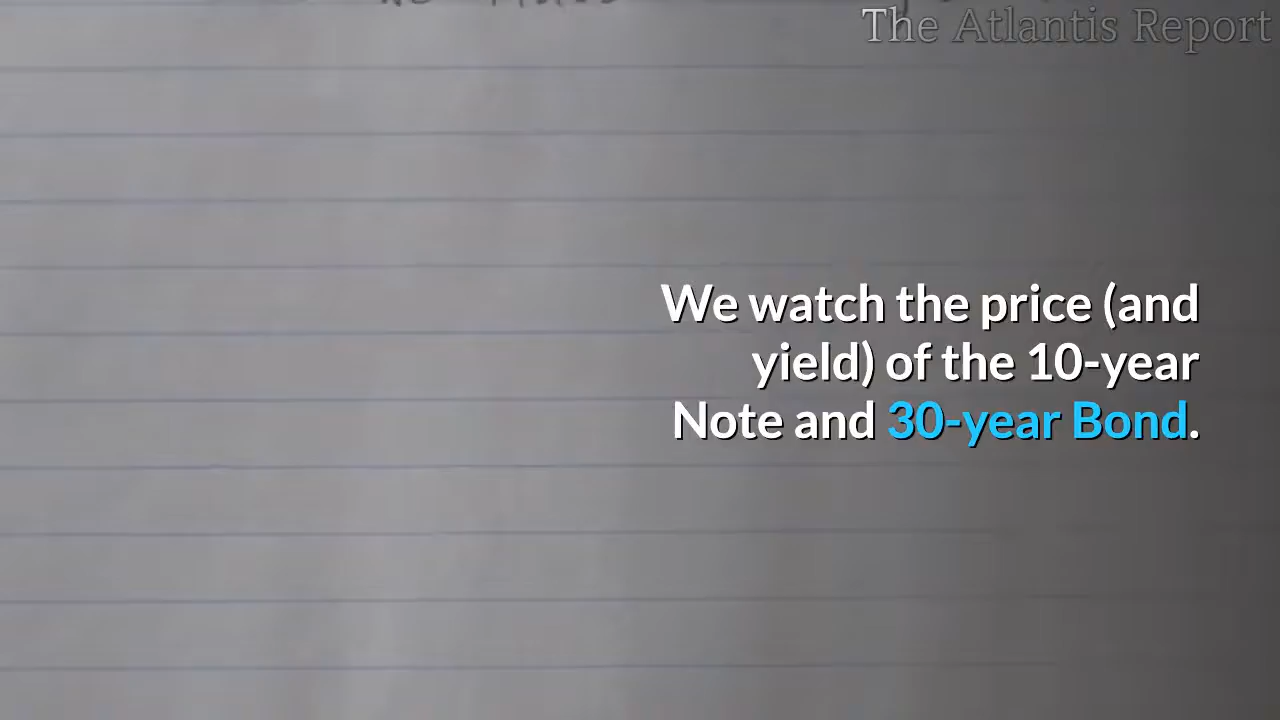 The Atlantis Report
We watch the price (and
yield) of the 10-year
Note and 30-year Bond.